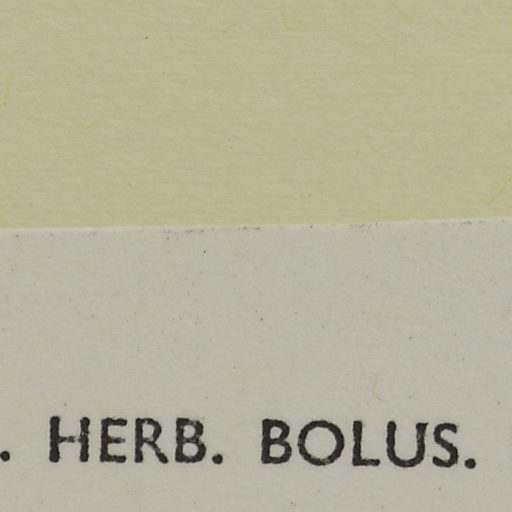 . HERB. BOLUS.